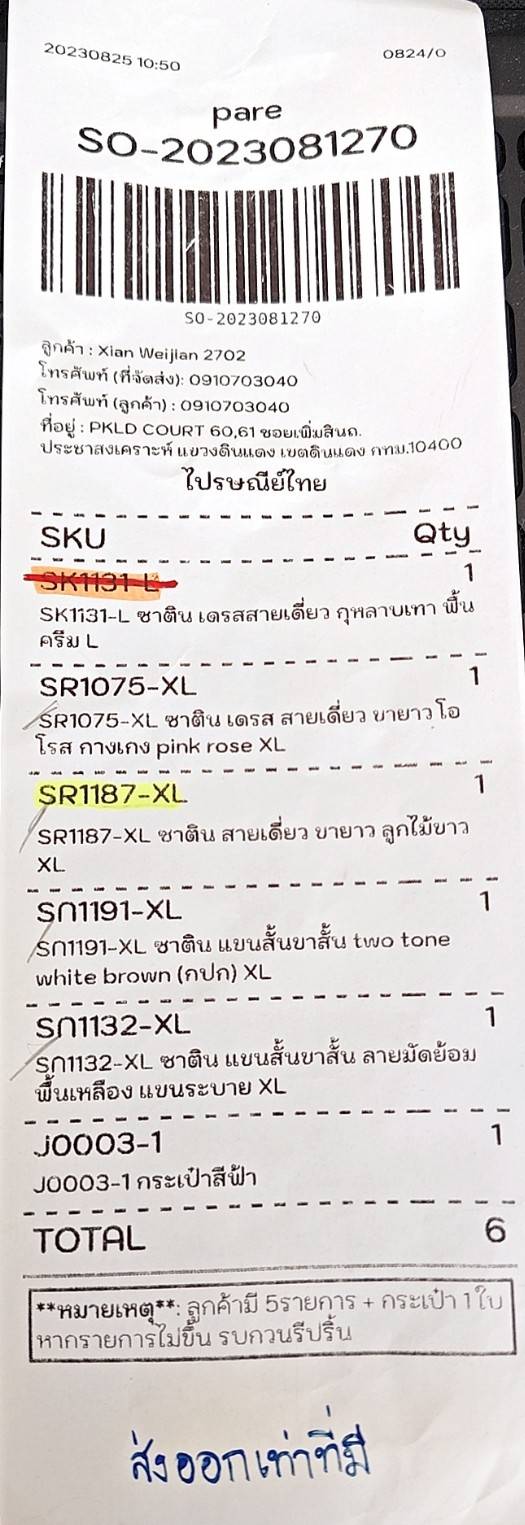 20230825 10:50 0824/0
pare
SO-2023081270
SO-2023081270
ลูกค้า : Xian Weijian 2702
โทรศัพท์ (ที่จัดส่ง): 0910703040
โทรศัพท์ (ลูกค้า) : 0910703040
ที่อยู่ : PKLD COURT 60,61 ซอยเพิ่มสินถ.
ประชาสงเคราะห์ แขวงดินแดง เขตดินแดง กทม.10400
ไปรษณีย์ไทย
SKU Qty
SK1131-L 1
SK1131-L ซาติน เดรสสายเดี่ยว กุหลาบเทา พื้น
ครีม L
SR1075-XL 1
SR1075-XL ซาติน เดรส สายเดี่ยว ขายาว โอ
โรส กางเกง pink rose XL
SR1187-XL 1
SR1187-XL ซาติน สายเดี่ยว ขายาว ลูกไม้ขาว
XL
SП1191-XL 1
SП1191-XL ซาติน แขนสั้นขาสั้น two tone
white brown (กปก) XL
SП1132-XL 1
SП1132-XL ซาติน แขนสั้นขาสั้น ลายมัดย้อม
พื้นเหลือง แขนระบาย XL
J0003-1 1
J0003-1 กระเป๋าสีฟ้า
TOTAL 6
**หมายเหตุ**: ลูกค้ามี 5รายการ + กระเป๋า 1 ใบ
หากรายการไม่ขึ้น รบกวนรีปริ้น
ส่งออกเท่าที่มี